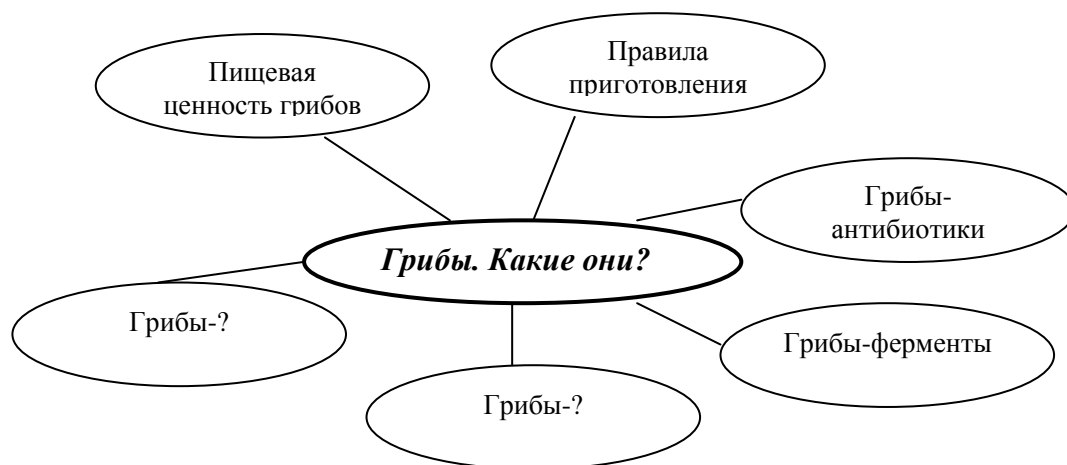 Пищевая
ценность грибов
Правила
приготовления
Грибы-
антибиотики
Грибы. Какие они?
Грибы-?
Грибы-ферменты
Грибы-?